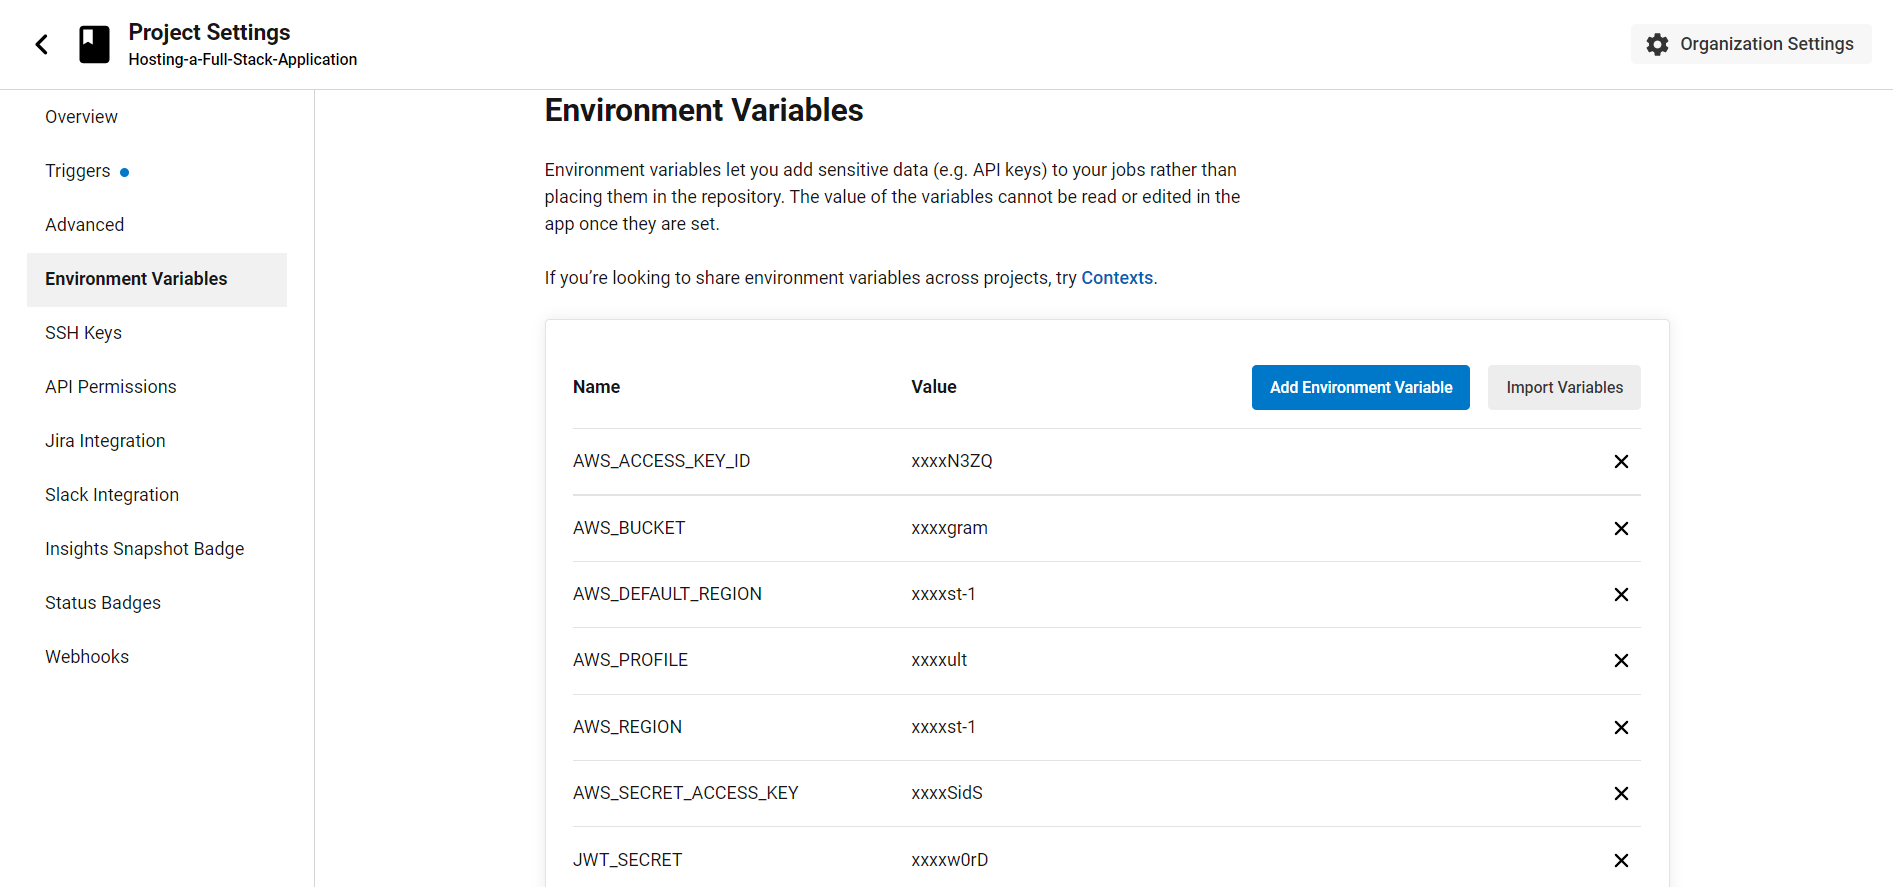 Project Settings
Hosting-a-Full-Stack-Application
Organization Settings
Overview
Triggers
Advanced
Environment Variables
SSH Keys
API Permissions
Jira Integration
Slack Integration
Insights Snapshot Badge
Status Badges
Webhooks
Environment Variables
Environment variables let you add sensitive data (e.g. API keys) to your jobs rather than
placing them in the repository. The value of the variables cannot be read or edited in the
app once they are set.
If you’re looking to share environment variables across projects, try Contexts.
Name Value Add Environment Variable Import Variables
AWS_ACCESS_KEY_ID xxxxN3ZQ
AWS_BUCKET xxxxgram
AWS_DEFAULT_REGION xxxxst-1
AWS_PROFILE xxxxult
AWS_REGION xxxxst-1
AWS_SECRET_ACCESS_KEY xxxxSidS
JWT_SECRET xxxxw0rD